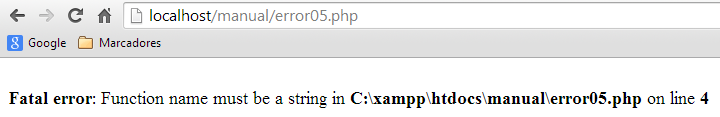 localhost/manual/error05.php
Google Marcadores
Fatal error: Function name must be a string in C:\xampp\htdocs\manual\error05.php on line 4